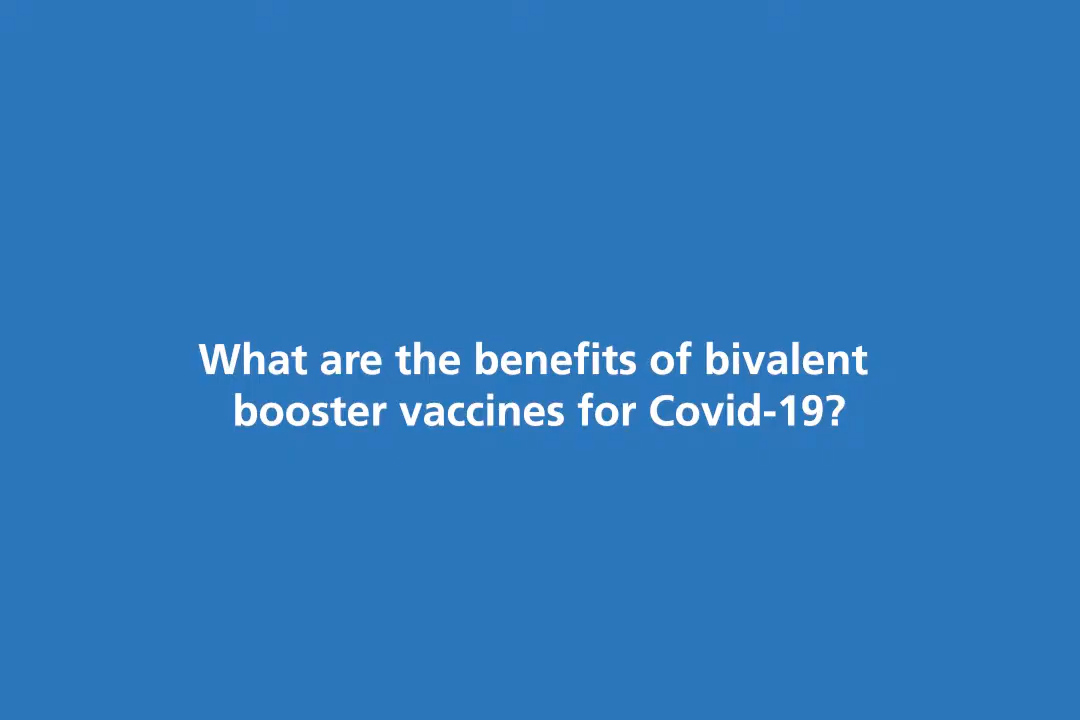 What are the benefits of bivalent
booster vaccines for Covid-19?